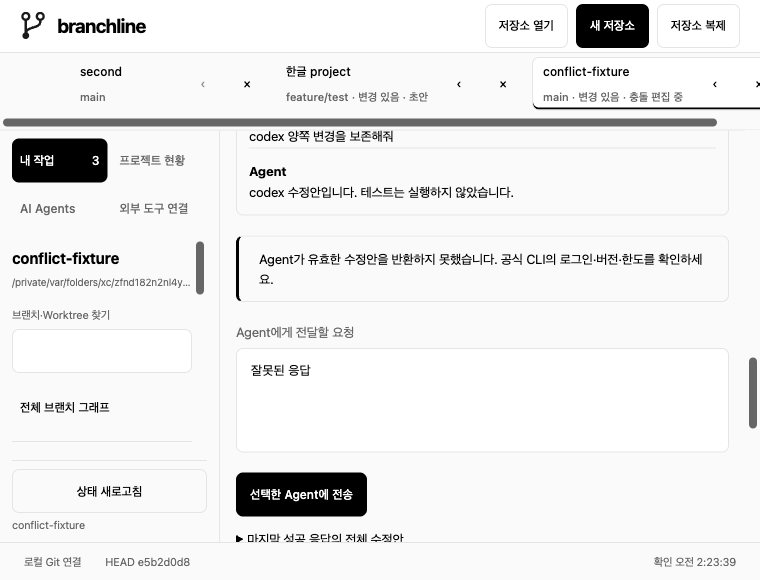 branchline
저장소 열기
새 저장소
저장소 복제
second
main
한글 project
feature/test · 변경 있음 · 초안
conflict-fixture
main · 변경 있음 · 충돌 편집 중
내 작업 3
프로젝트 현황
AI Agents
외부 도구 연결
conflict-fixture
/private/var/folders/xc/zfnd182n2nl4y...
브랜치·Worktree 찾기
전체 브랜치 그래프
상태 새로고침
conflict-fixture
codex 양쪽 변경을 보존해줘
Agent
codex 수정안입니다. 테스트는 실행하지 않았습니다.
Agent가 유효한 수정안을 반환하지 못했습니다. 공식 CLI의 로그인·버전·한도를 확인하세
요.
Agent에게 전달할 요청
잘못된 응답
선택한 Agent에 전송
▶ 마지막 성공 응답의 전체 수정안
로컬 Git 연결
HEAD e5b2d0d8
확인 오전 2:23:39